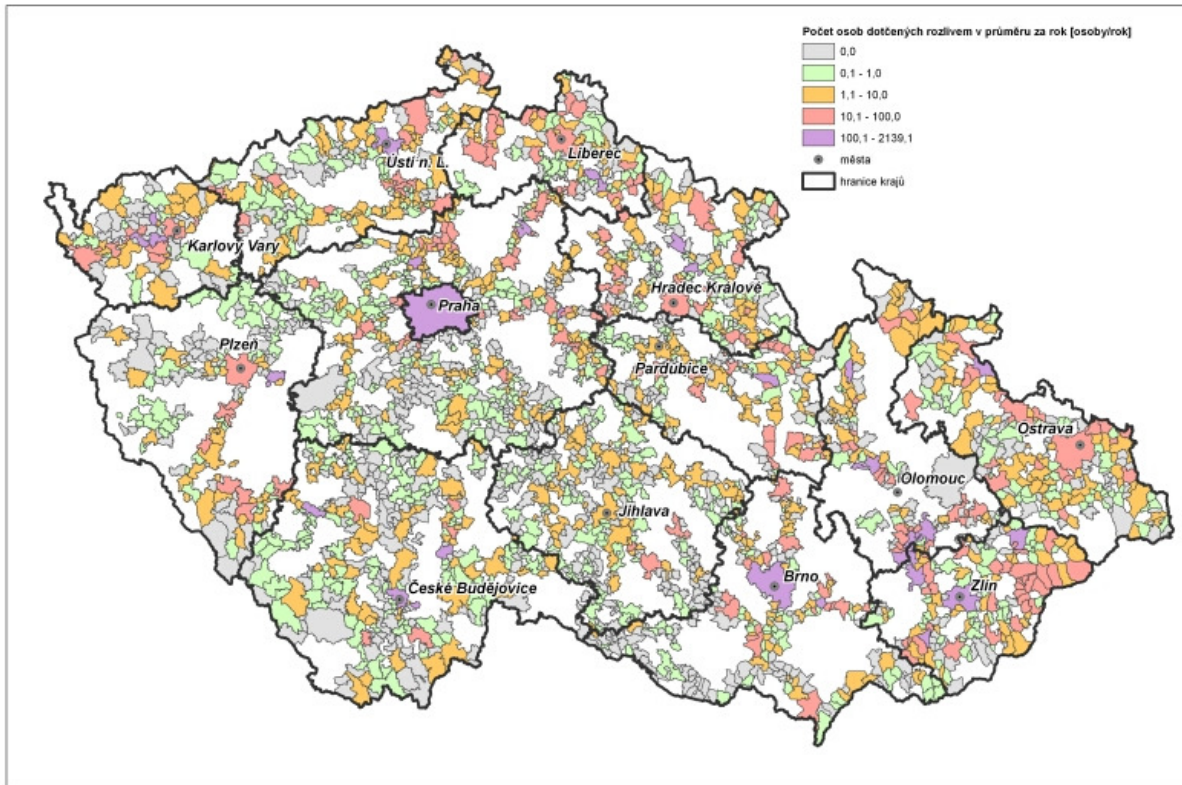 Počet osob dotčených rozlivem v průměru za rok [osoby/rok]
0,0
0,1 - 1,0
1,1 - 10,0
10,1 - 100,0
100,1 - 2139,1
města
hranice krajů
Ústí n. L.
Liberec
Karlovy Vary
Praha
Hradec Králové
Plzeň
Pardubice
Ostrava
Olomouc
Jihlava
České Budějovice
Brno
Zlín